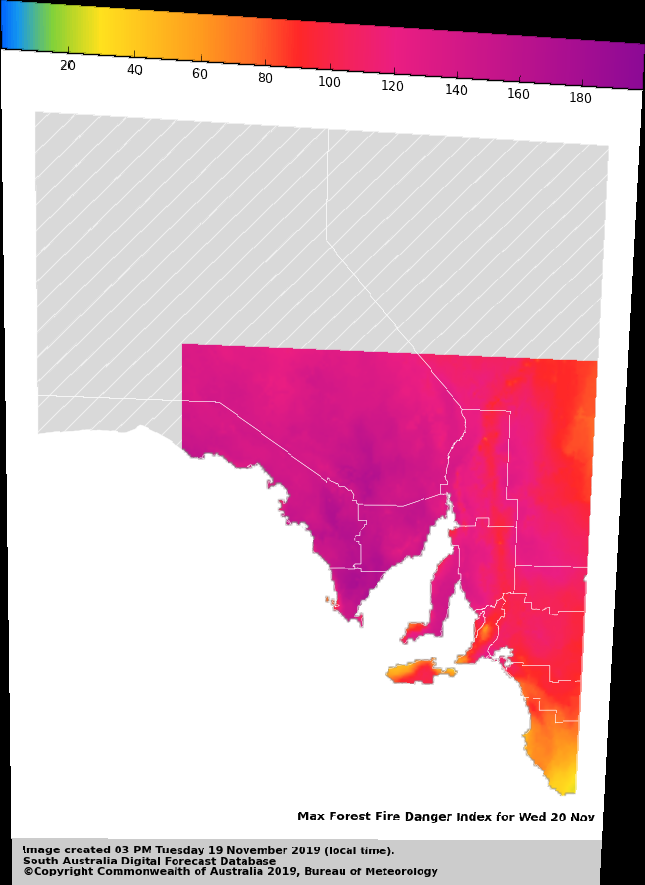 20 40 60 80 100 120 140 160 180
Max Forest Fire Danger Index for Wed 20 Nov
Image created 03 PM Tuesday 19 November 2019 (local time).
South Australia Digital Forecast Database
©Copyright Commonwealth of Australia 2019, Bureau of Meteorology